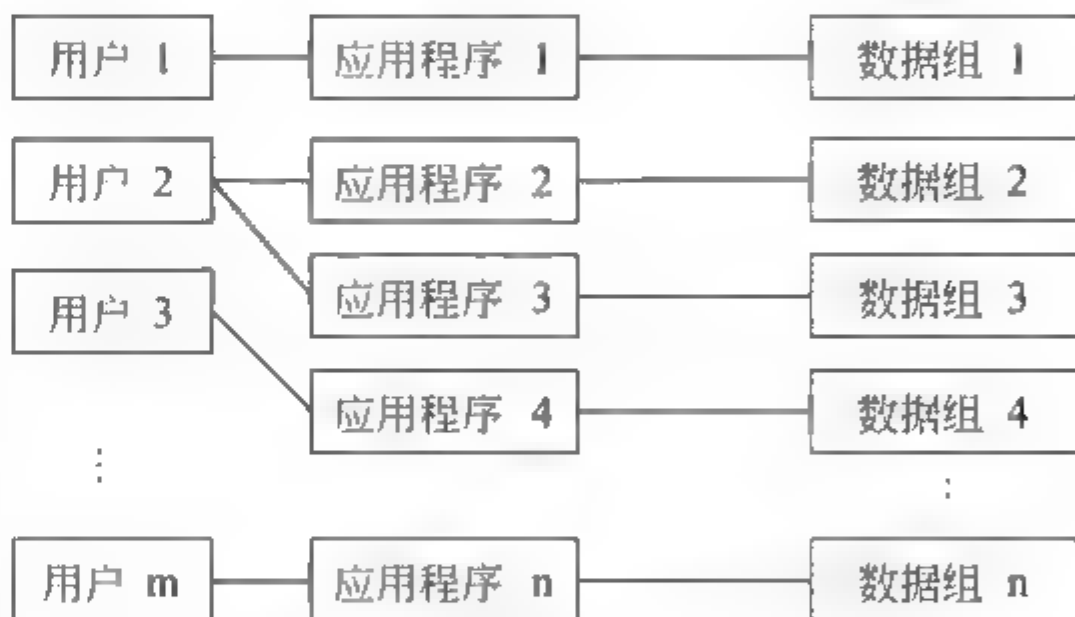 用户 1 应用程序 1 数据组 1
用户 2 应用程序 2 数据组 2
应用程序 3 数据组 3
用户 3
应用程序 4 数据组 4
⋮ ⋮
用户 m 应用程序 n 数据组 n